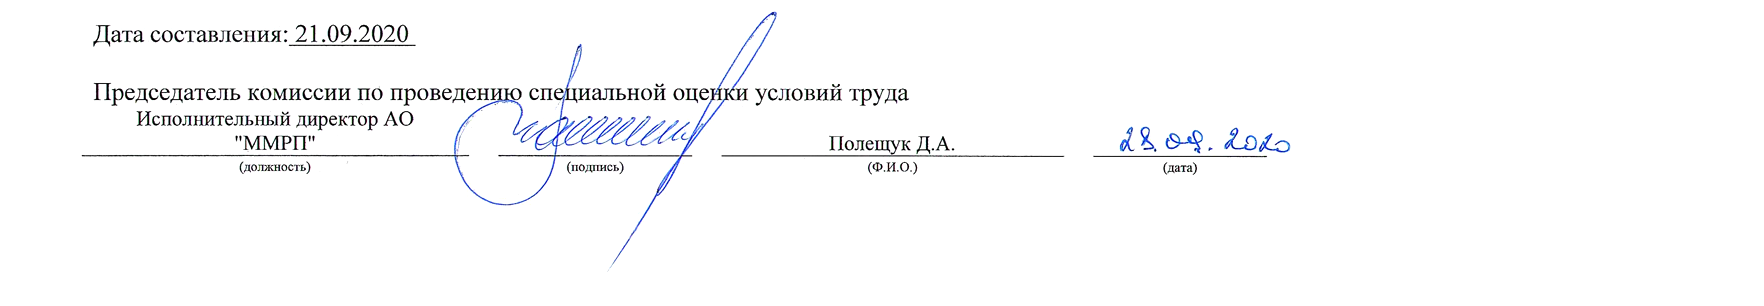 Дата составления: 21.09.2020
Председатель комиссии по проведению специальной оценки условий труда
Исполнительный директор АО
"ММРП" Полещук Д.А. 28.09.2020
(должность) (подпись) (Ф.И.О.) (дата)